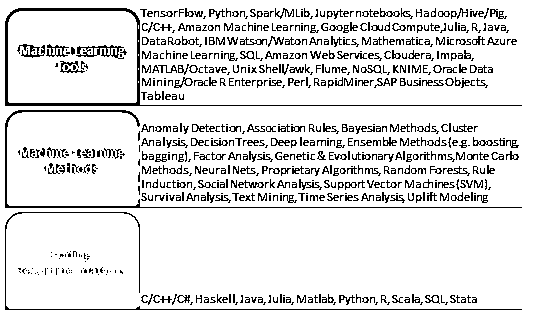 Machine Learning
Tools
TensorFlow, Python, Spark/MLib, Jupyter notebooks, Hadoop/Hive/Pig,
C/C++, Amazon Machine Learning, Google Cloud Compute,Julia, R, Java,
DataRobot, IBM Watson/Waton Analytics, Mathematica, Microsoft Azure
Machine Learning, SQL, Amazon Web Services, Cloudera, Impala,
MATLAB/Octave, Unix Shell/awk, Flume, NoSQL, KNIME, Oracle Data
Mining/Oracle R Enterprise, Perl, RapidMiner,SAP Business Objects,
Tableau
Machine Learning
Methods
Anomaly Detection, Association Rules, Bayesian Methods, Cluster
Analysis, Decision Trees, Deep learning, Ensemble Methods (e.g. boosting,
bagging), Factor Analysis, Genetic & Evolutionary Algorithms,Monte Carlo
Methods, Neural Nets, Proprietary Algorithms, Random Forests, Rule
Induction, Social Network Analysis, Support Vector Machines (SVM),
Survival Analysis, Text Mining, Time Series Analysis, Uplift Modeling
C/C++/C#, Haskell, Java, Julia, Matlab, Python, R, Scala, SQL, Stata